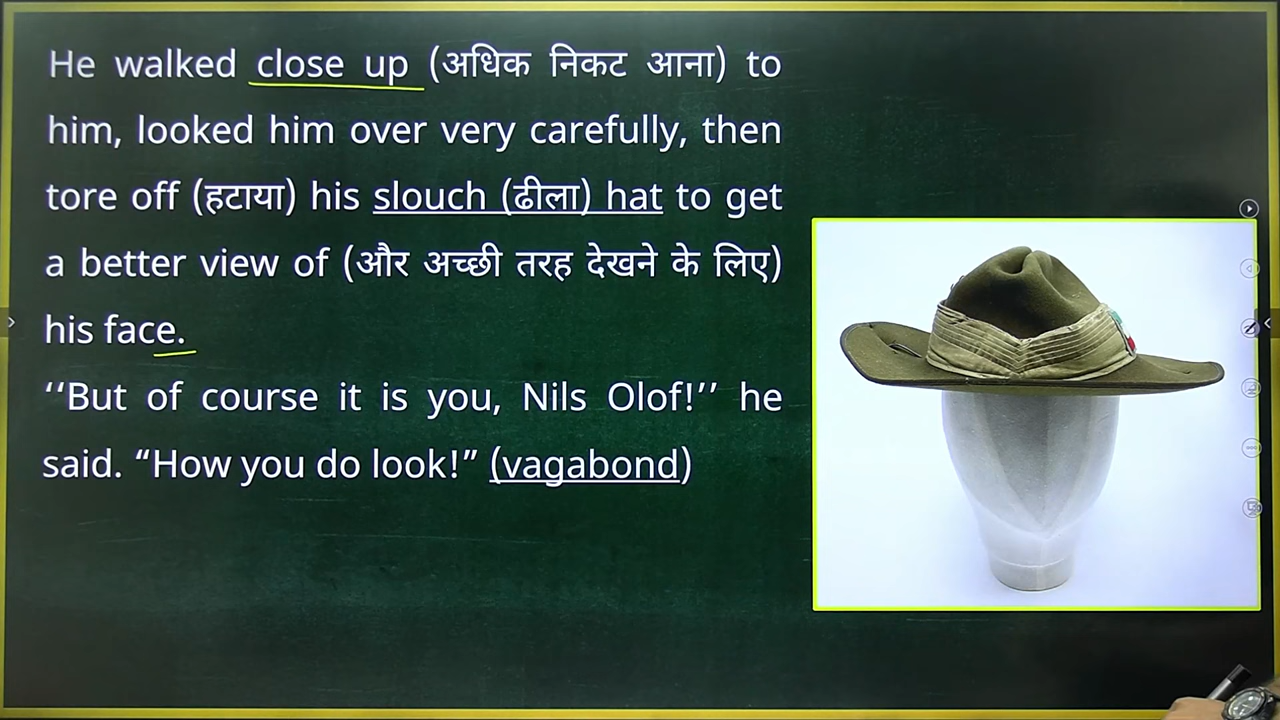 He walked close up (अधिक निकट आना) to
him, looked him over very carefully, then
tore off (हटाया) his slouch (ढीला) hat to get
a better view of (और अच्छी तरह देखने के लिए)
his face.
‘‘But of course it is you, Nils Olof!’’ he
said. “How you do look!” (vagabond)